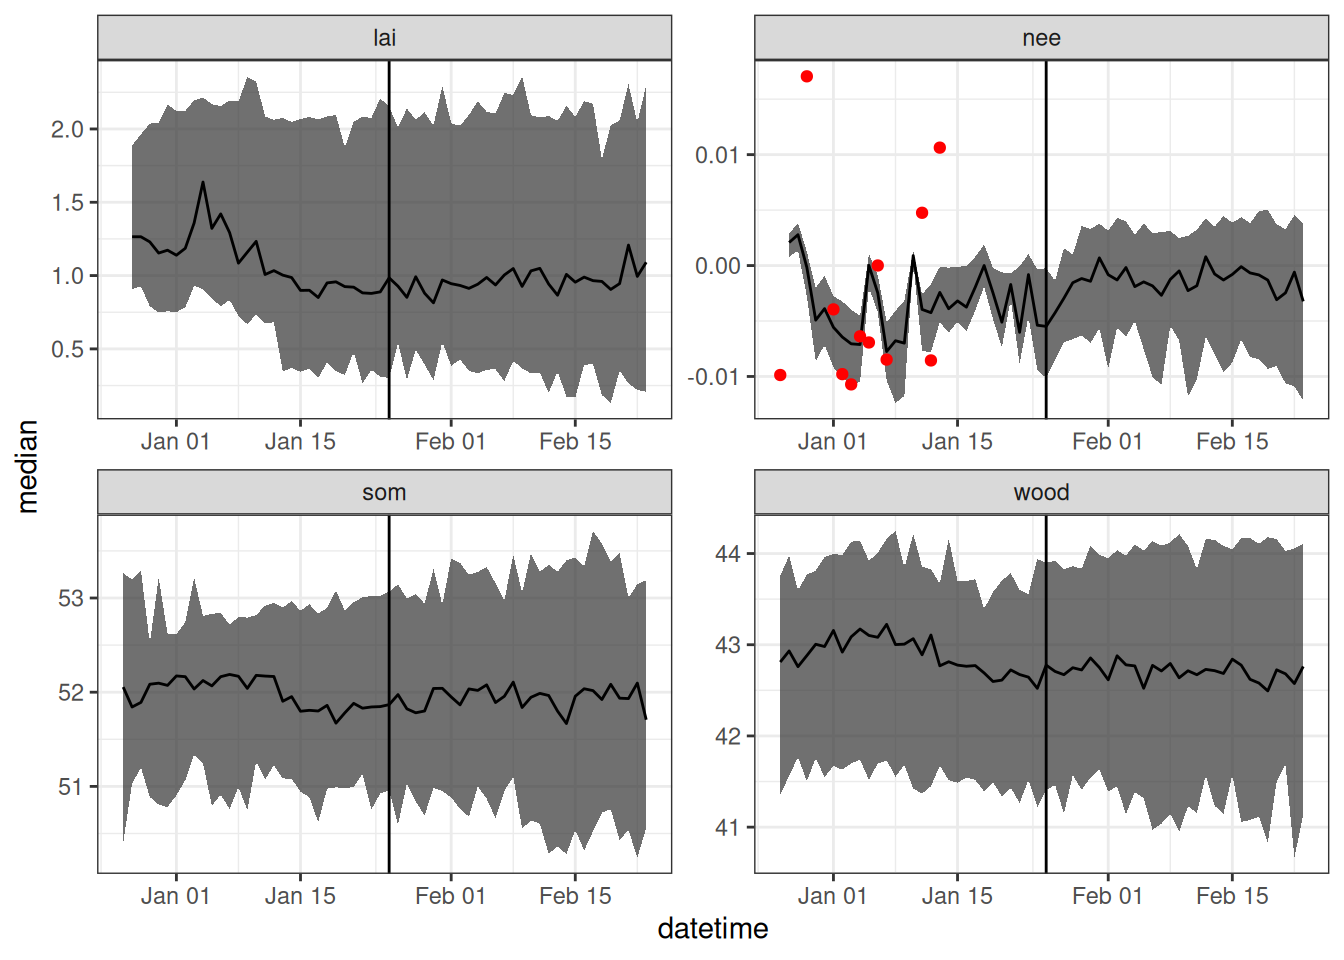 lai
nee
2.0
1.5
1.0
0.5
0.01
0.00
-0.01
Jan 01 Jan 15 Feb 01 Feb 15
Jan 01 Jan 15 Feb 01 Feb 15
median
som
wood
53
52
51
44
43
42
41
Jan 01 Jan 15 Feb 01 Feb 15
Jan 01 Jan 15 Feb 01 Feb 15
datetime